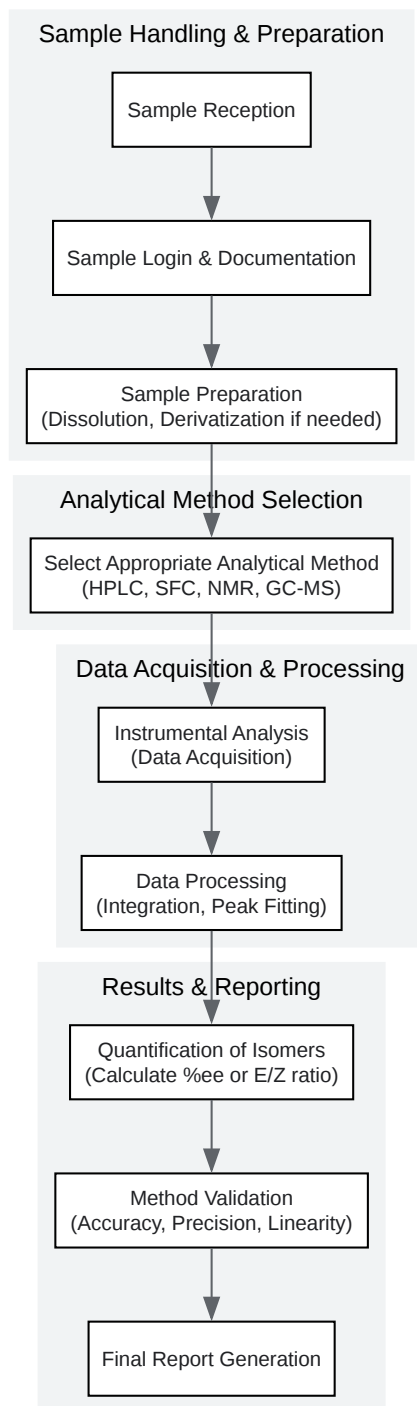 Sample Handling & Preparation
Sample Reception
Sample Login & Documentation
Sample Preparation
(Dissolution, Derivatization if needed)
Analytical Method Selection
Select Appropriate Analytical Method
(HPLC, SFC, NMR, GC-MS)
Data Acquisition & Processing
Instrumental Analysis
(Data Acquisition)
Data Processing
(Integration, Peak Fitting)
Results & Reporting
Quantification of Isomers
(Calculate %ee or E/Z ratio)
Method Validation
(Accuracy, Precision, Linearity)
Final Report Generation